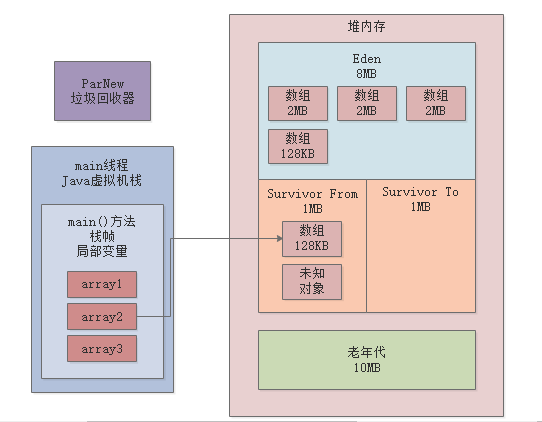 堆内存
Eden
8MB
数组
2MB
数组
2MB
数组
2MB
数组
128KB
Survivor From
1MB
数组
128KB
未知
对象
Survivor To
1MB
老年代
10MB
ParNew
垃圾回收器
main线程
Java虚拟机栈
main()方法
栈帧
局部变量
array1
array2
array3